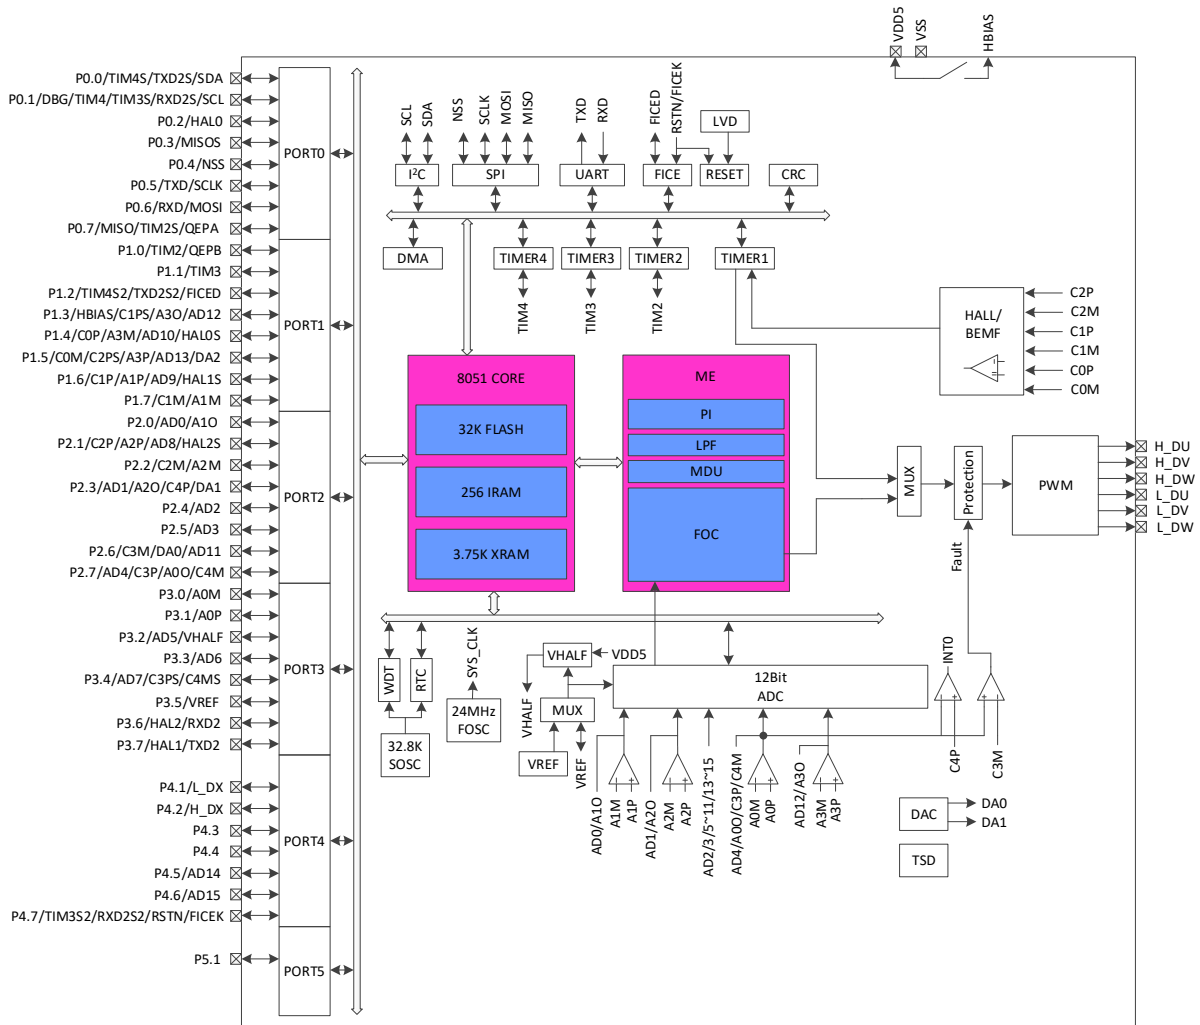 VDD5
VSS
HBIAS
P0.0/TIM4S/TXD2S/SDA
P0.1/DBG/TIM4/TIM3S/RXD2S/SCL
P0.2/HAL0
P0.3/MISOS
P0.4/NSS
P0.5/TXD/SCLK
P0.6/RXD/MOSI
P0.7/MISO/TIM2S/QEPA
P1.0/TIM2/QEPB
P1.1/TIM3
P1.2/TIM4S2/TXD2S2/FICED
P1.3/HBIAS/C1PS/A3O/AD12
P1.4/C0P/A3M/AD10/HAL0S
P1.5/C0M/C2PS/A3P/AD13/DA2
P1.6/C1P/A1P/AD9/HAL1S
P1.7/C1M/A1M
P2.0/AD0/A1O
P2.1/C2P/A2P/AD8/HAL2S
P2.2/C2M/A2M
P2.3/AD1/A2O/C4P/DA1
P2.4/AD2
P2.5/AD3
P2.6/C3M/DA0/AD11
P2.7/AD4/C3P/A0O/C4M
P3.0/A0M
P3.1/A0P
P3.2/AD5/VHALF
P3.3/AD6
P3.4/AD7/C3PS/C4MS
P3.5/VREF
P3.6/HAL2/RXD2
P3.7/HAL1/TXD2
P4.1/L_DX
P4.2/H_DX
P4.3
P4.4
P4.5/AD14
P4.6/AD15
P4.7/TIM3S2/RXD2S2/RSTN/FICEK
P5.1
PORT0
PORT1
PORT2
PORT3
PORT4
PORT5
SCL
SDA
NSS
SCLK
MOSI
MISO
TXD
RXD
FICED
RSTN/FICEK
LVD
I²C
SPI
UART
FICE
RESET
CRC
DMA
TIMER4
TIMER3
TIMER2
TIMER1
TIM4
TIM3
TIM2
HALL/
BEMF
C2P
C2M
C1P
C1M
C0P
C0M
8051 CORE
32K FLASH
256 IRAM
3.75K XRAM
ME
PI
LPF
MDU
FOC
MUX
Protection
Fault
PWM
H_DU
H_DV
H_DW
L_DU
L_DV
L_DW
WDT
RTC
32.8K
SOSC
SYS_CLK
24MHz
FOSC
VHALF
VDD5
VHALF
MUX
VREF
VREF
12Bit
ADC
AD0/A1O
A1M
A1P
AD1/A2O
A2M
A2P
AD2/3/5~11/13~15
AD4/A0O/C3P/C4M
A0M
A0P
AD12/A3O
A3M
A3P
INT0
C4P
C3M
DAC
DA0
DA1
TSD